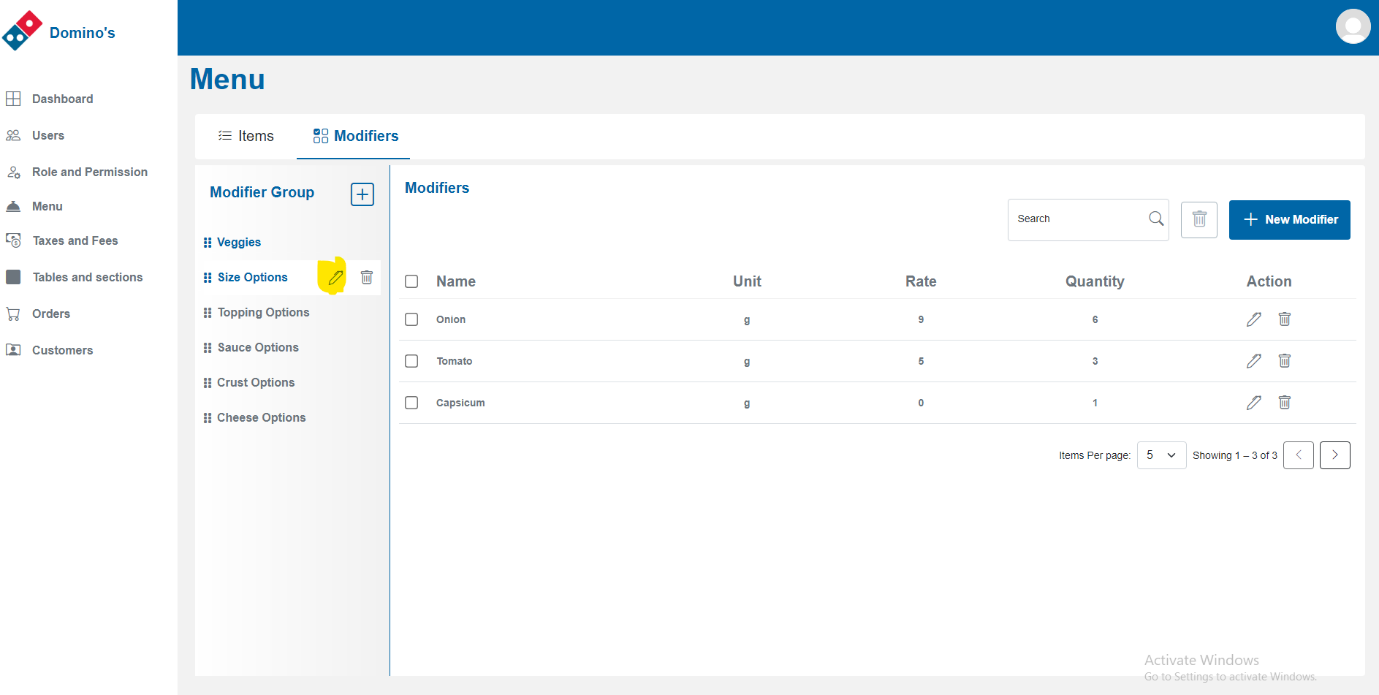 Domino's
Dashboard
Users
Role and Permission
Menu
Taxes and Fees
Tables and sections
Orders
Customers
Menu
Items Modifiers
Modifier Group
Veggies
Size Options
Topping Options
Sauce Options
Crust Options
Cheese Options
Modifiers
Search New Modifier
Name Unit Rate Quantity Action
Onion g 9 6
Tomato g 5 3
Capsicum g 0 1
Items Per page: 5 Showing 1 – 3 of 3
Activate Windows
Go to Settings to activate Windows.